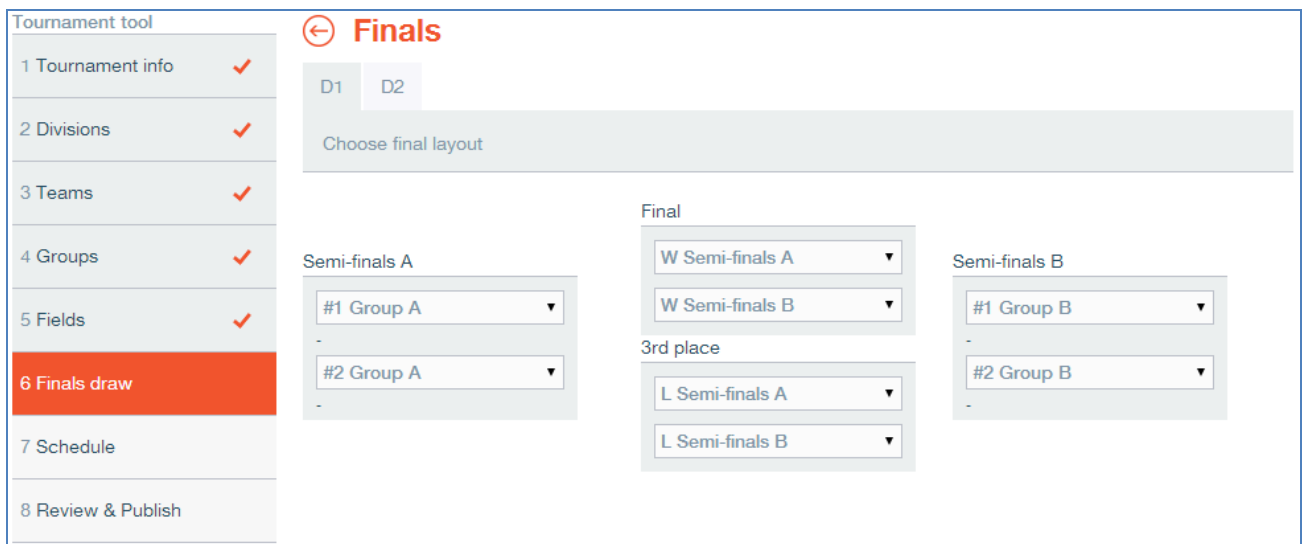 Tournament tool
1 Tournament info
2 Divisions
3 Teams
4 Groups
5 Fields
6 Finals draw
7 Schedule
8 Review & Publish
Finals
D1 D2
Choose final layout
Semi-finals A
#1 Group A
-
#2 Group A
-
Final
W Semi-finals A
W Semi-finals B
3rd place
L Semi-finals A
L Semi-finals B
Semi-finals B
#1 Group B
-
#2 Group B
-